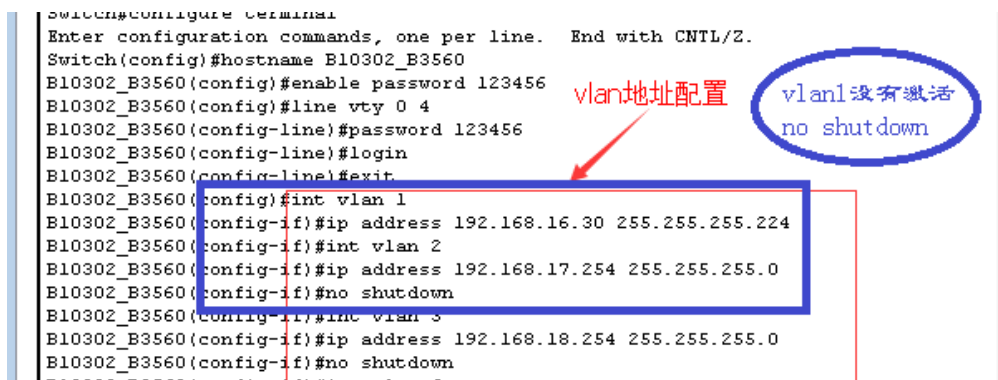 Switch#configure terminal
Enter configuration commands, one per line.  End with CNTL/Z.
Switch(config)#hostname B10302_B3560
B10302_B3560(config)#enable password 123456
B10302_B3560(config)#line vty 0 4
B10302_B3560(config-line)#password 123456
B10302_B3560(config-line)#login
B10302_B3560(config-line)#exit
B10302_B3560(config)#int vlan 1
B10302_B3560(config-if)#ip address 192.168.16.30 255.255.255.224
B10302_B3560(config-if)#int vlan 2
B10302_B3560(config-if)#ip address 192.168.17.254 255.255.255.0
B10302_B3560(config-if)#no shutdown
B10302_B3560(config-if)#int vlan 3
B10302_B3560(config-if)#ip address 192.168.18.254 255.255.255.0
B10302_B3560(config-if)#no shutdown
vlan地址配置
vlan1没有激活
no shutdown